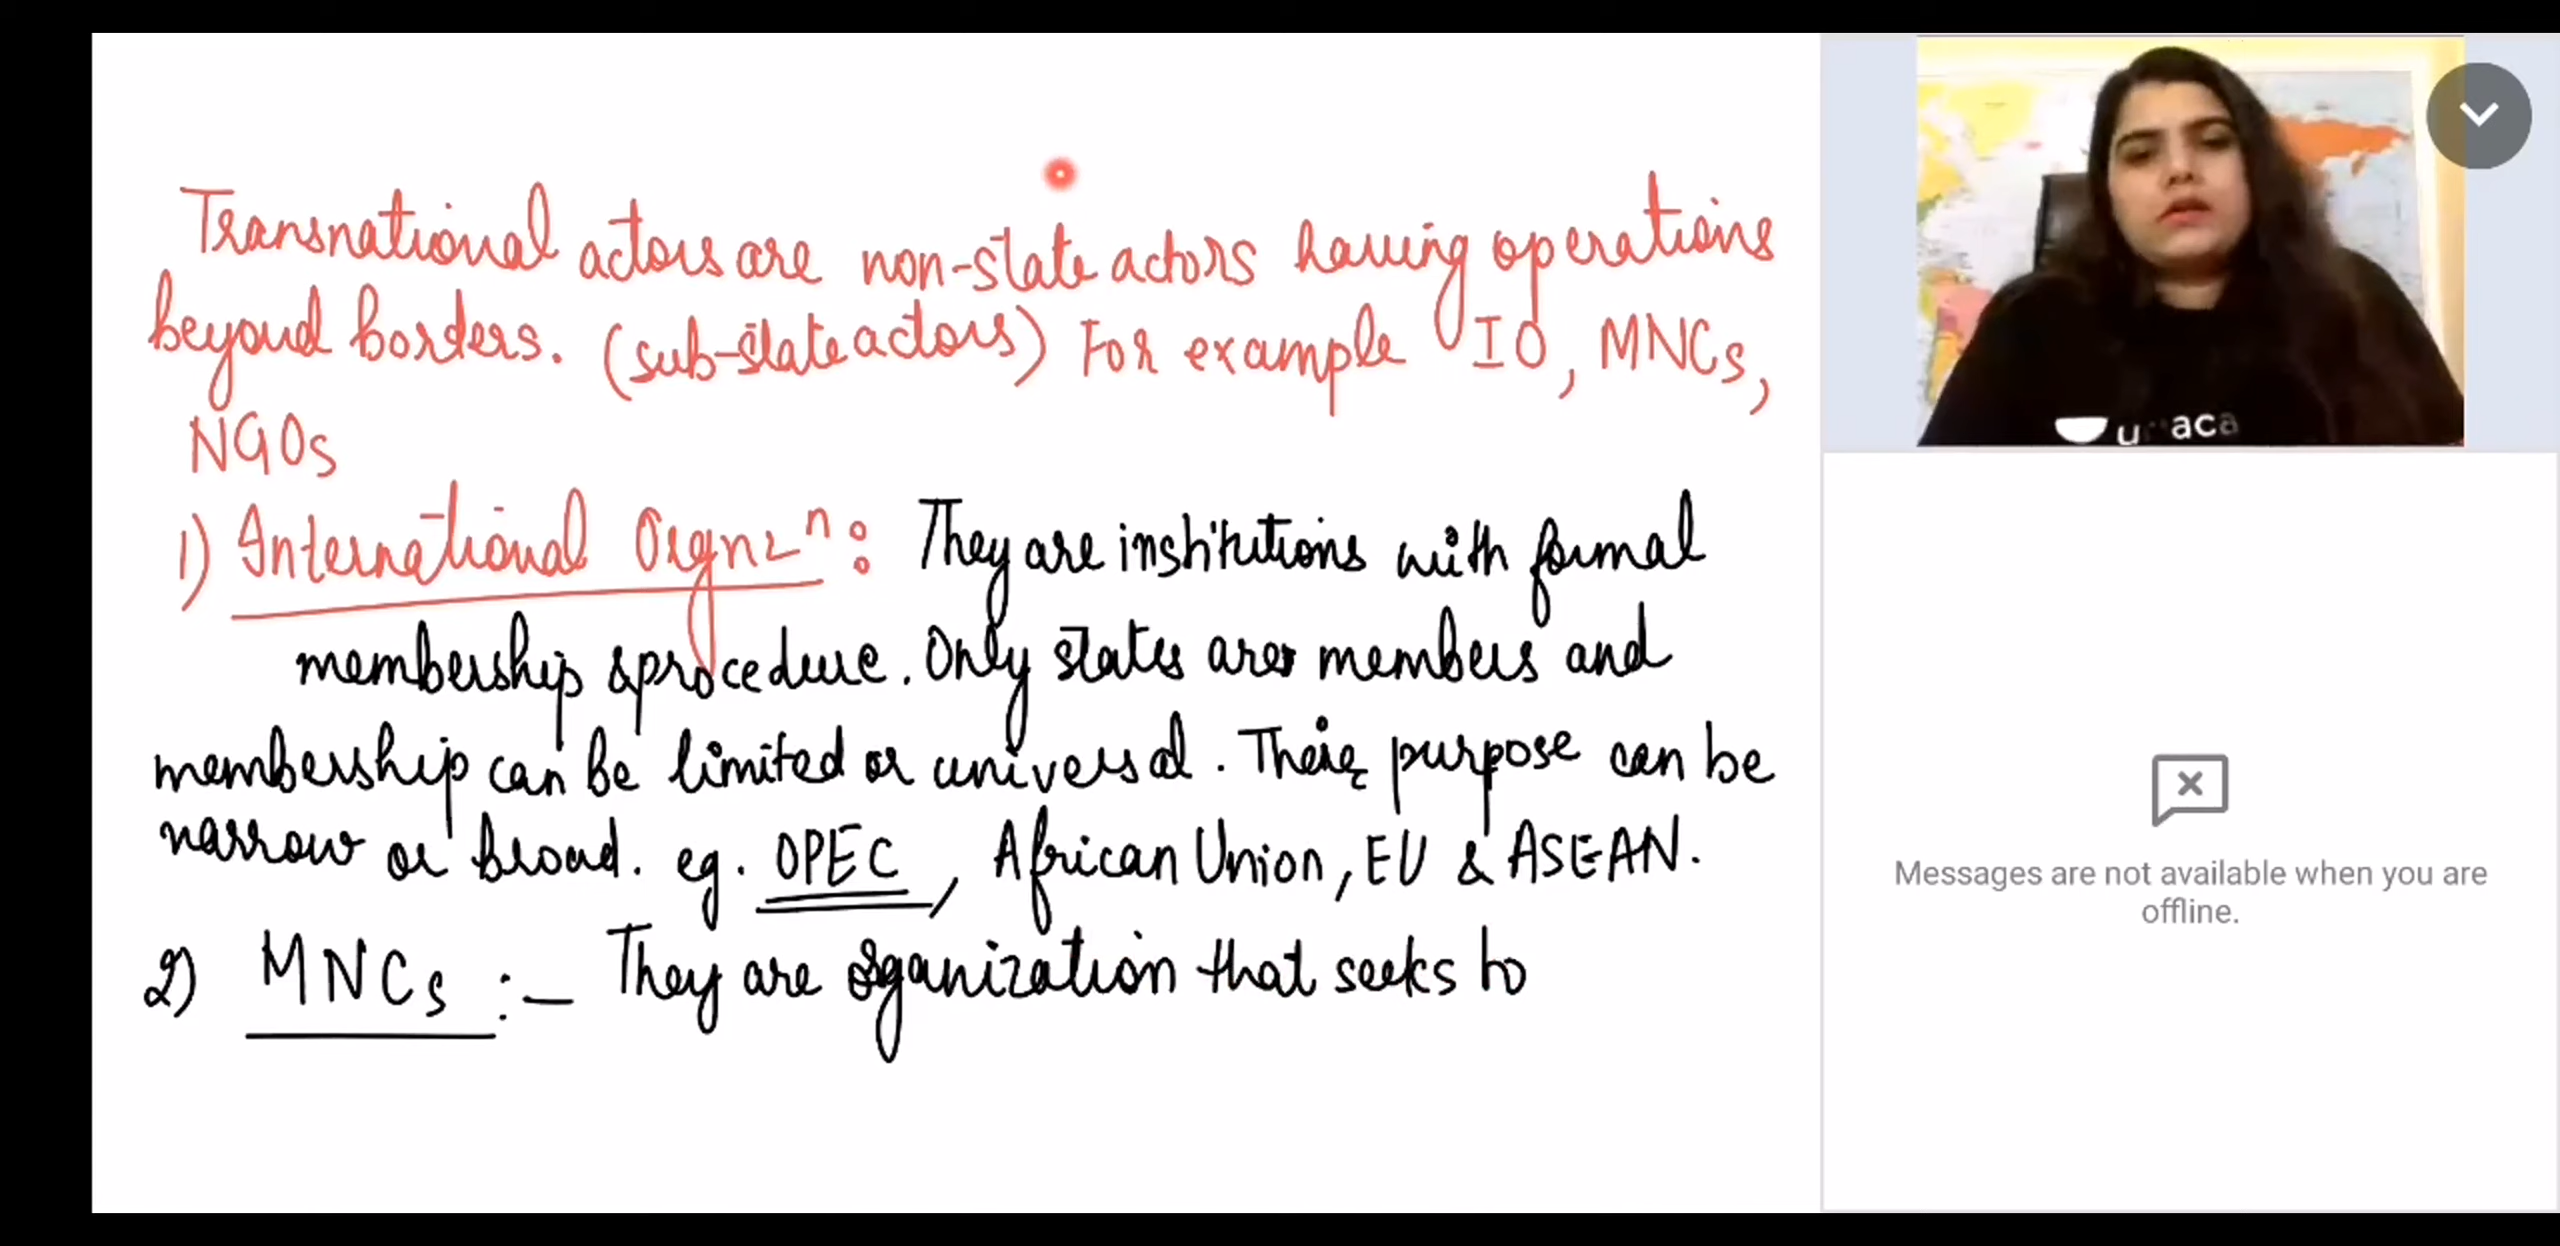 Transnational actors are non-state actors having operations
beyond borders. (sub-state actors) For example IO, MNCs,
NGOs
1) International Orgnzⁿ: They are institutions with formal
membership & procedure. Only states are members and
membership can be limited or universal. Their purpose can be
narrow or broad. eg. OPEC, African Union, EU & ASEAN.
2) MNCs :- They are organization that seeks to
Messages are not available when you are
offline.